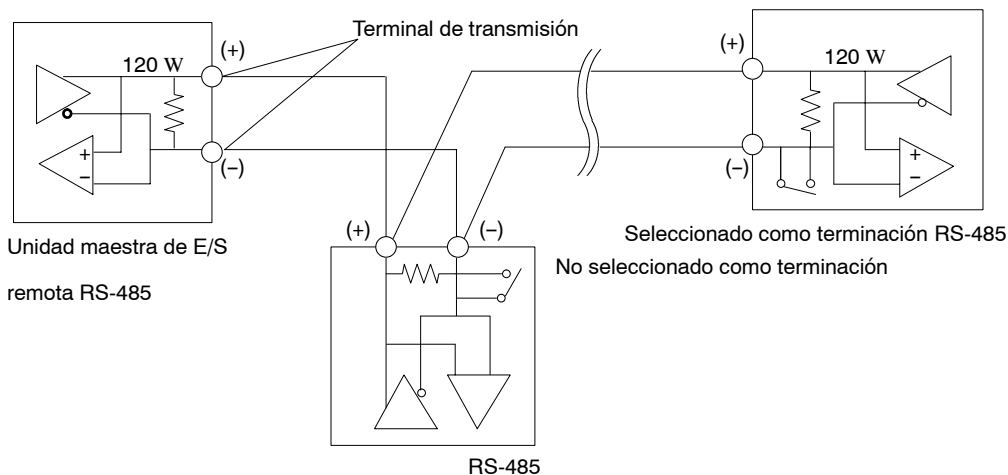 Terminal de transmisión
(+)
120 W
+
−
(−)
Unidad maestra de E/S
remota RS-485
(+)
120 W
(−)
+
−
Seleccionado como terminación RS-485
No seleccionado como terminación
(+)
(−)
RS-485